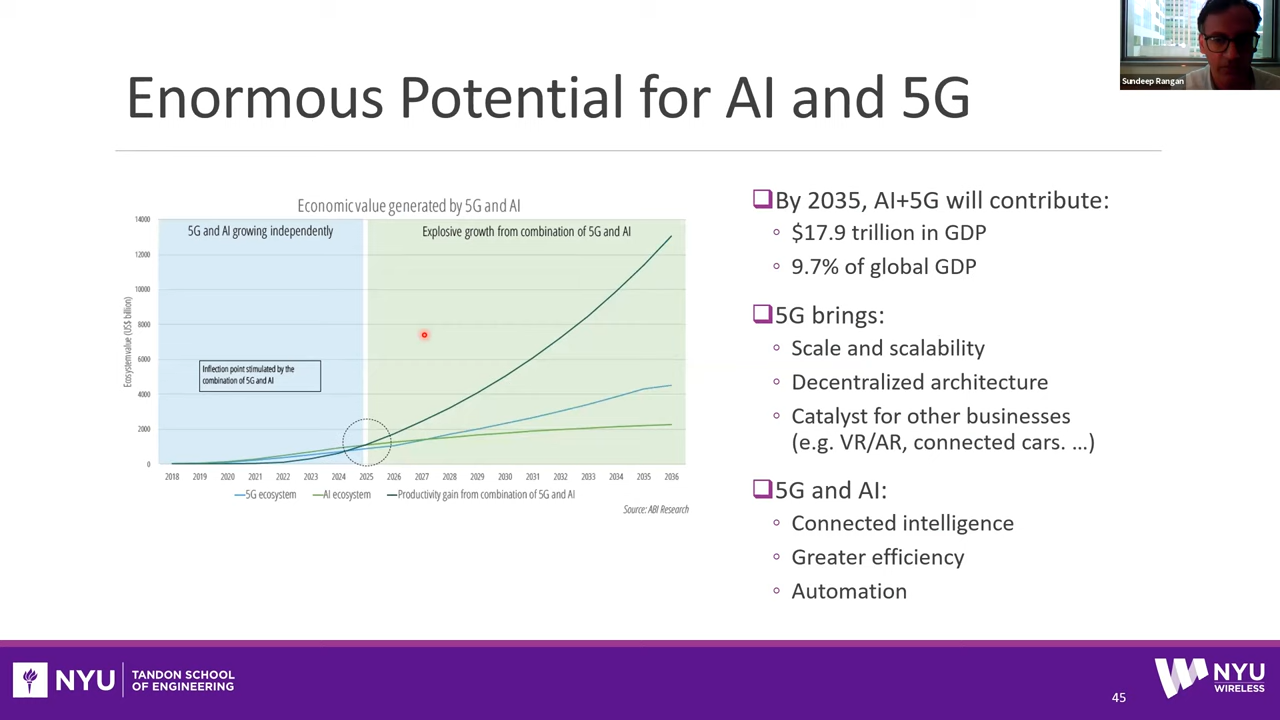 Sundeep Rangan
Enormous Potential for AI and 5G
Economic value generated by 5G and AI
14000
12000
10000
8000
6000
4000
2000
0
Ecosystem value (US$ billion)
5G and AI growing independently
Explosive growth from combination of 5G and AI
Inflection point stimulated by the
combination of 5G and AI
2018 2019 2020 2021 2022 2023 2024 2025 2026 2027 2028 2029 2030 2031 2032 2033 2034 2035 2036
5G ecosystem AI ecosystem Productivity gain from combination of 5G and AI
Source: ABI Research
By 2035, AI+5G will contribute:
$17.9 trillion in GDP
9.7% of global GDP
5G brings:
Scale and scalability
Decentralized architecture
Catalyst for other businesses
(e.g. VR/AR, connected cars. …)
5G and AI:
Connected intelligence
Greater efficiency
Automation
NYU
TANDON SCHOOL
OF ENGINEERING
45
NYU
WIRELESS